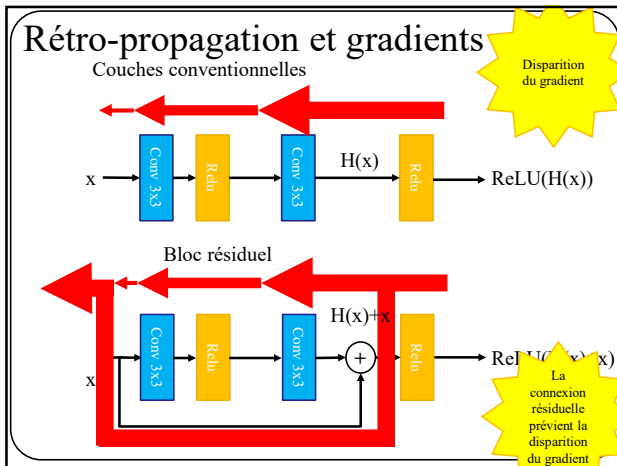 Rétro-propagation et gradients
Couches conventionnelles
Disparition
du gradient
x
Conv 3x3
Relu
Conv 3x3
H(x)
Relu
ReLU(H(x))
Bloc résiduel
H(x)+x
x
Conv 3x3
Relu
Conv 3x3
+
Relu
La
connexion
résiduelle
prévient la
disparition
du gradient